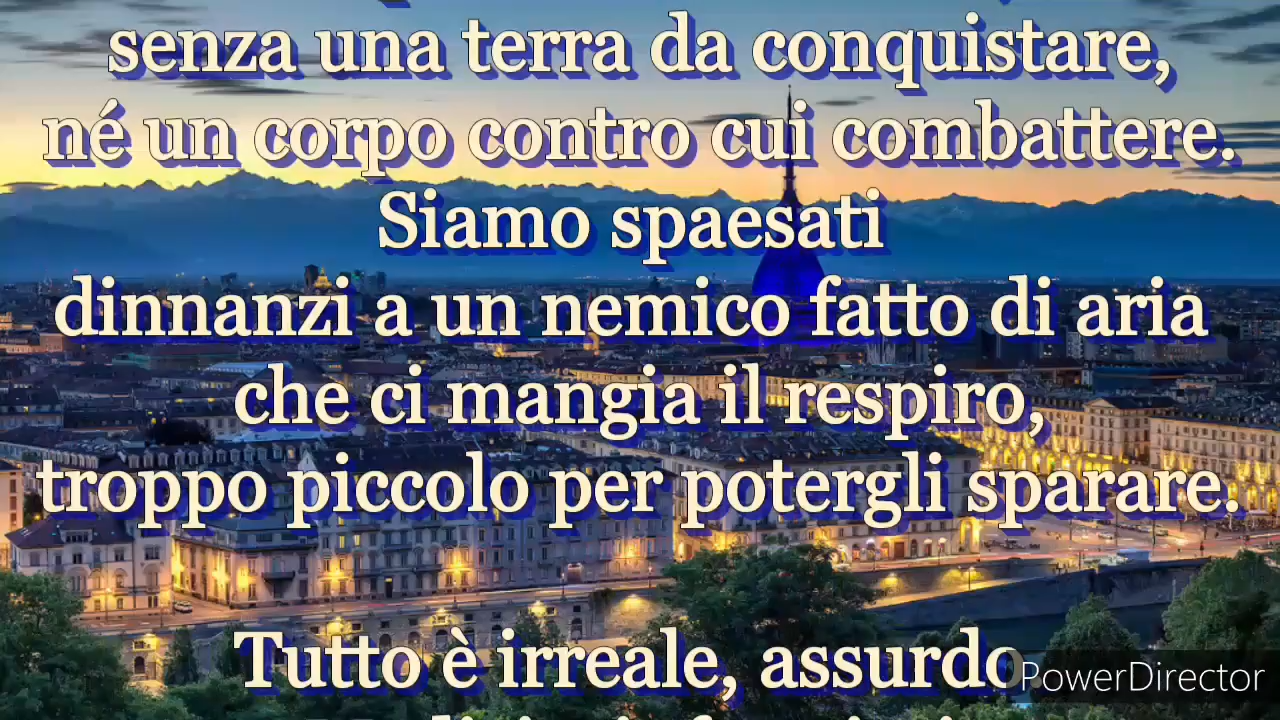 senza una terra da conquistare,
né un corpo contro cui combattere.
Siamo spaesati
dinnanzi a un nemico fatto di aria
che ci mangia il respiro,
troppo piccolo per potergli sparare.
Tutto è irreale, assurdo
PowerDirector